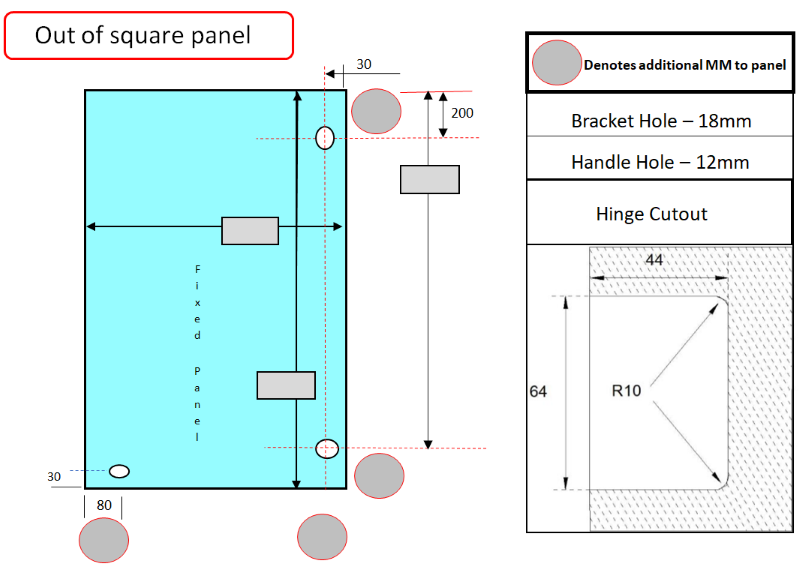 Out of square panel
30
200
Fixed Panel
30
80
Denotes additional MM to panel
Bracket Hole – 18mm
Handle Hole – 12mm
Hinge Cutout
44
64
R10